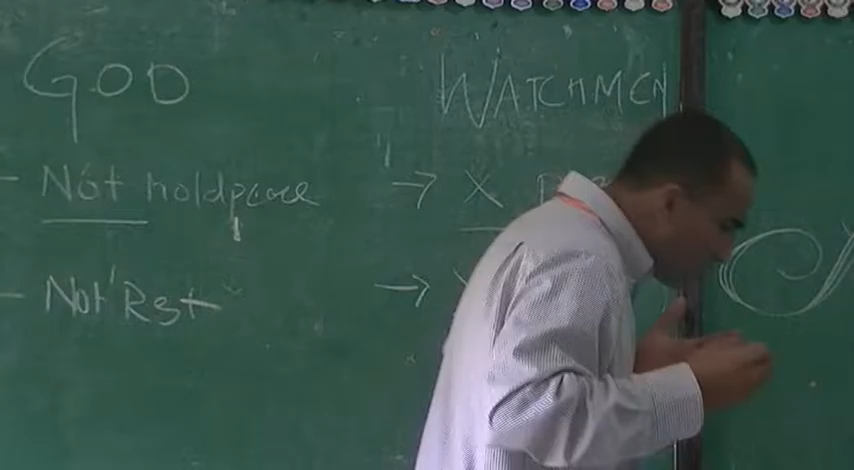 GOD
WATCHMEN
- Not holdpeace
→ X
- Not Rest
→